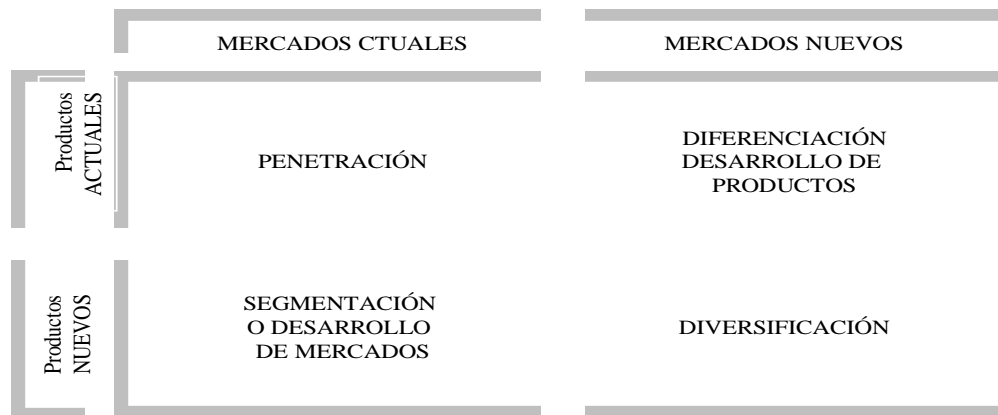 MERCADOS CTUALES
MERCADOS NUEVOS
Productos
ACTUALES
PENETRACIÓN
DIFERENCIACIÓN
DESARROLLO DE
PRODUCTOS
Productos
NUEVOS
SEGMENTACIÓN
O DESARROLLO
DE MERCADOS
DIVERSIFICACIÓN